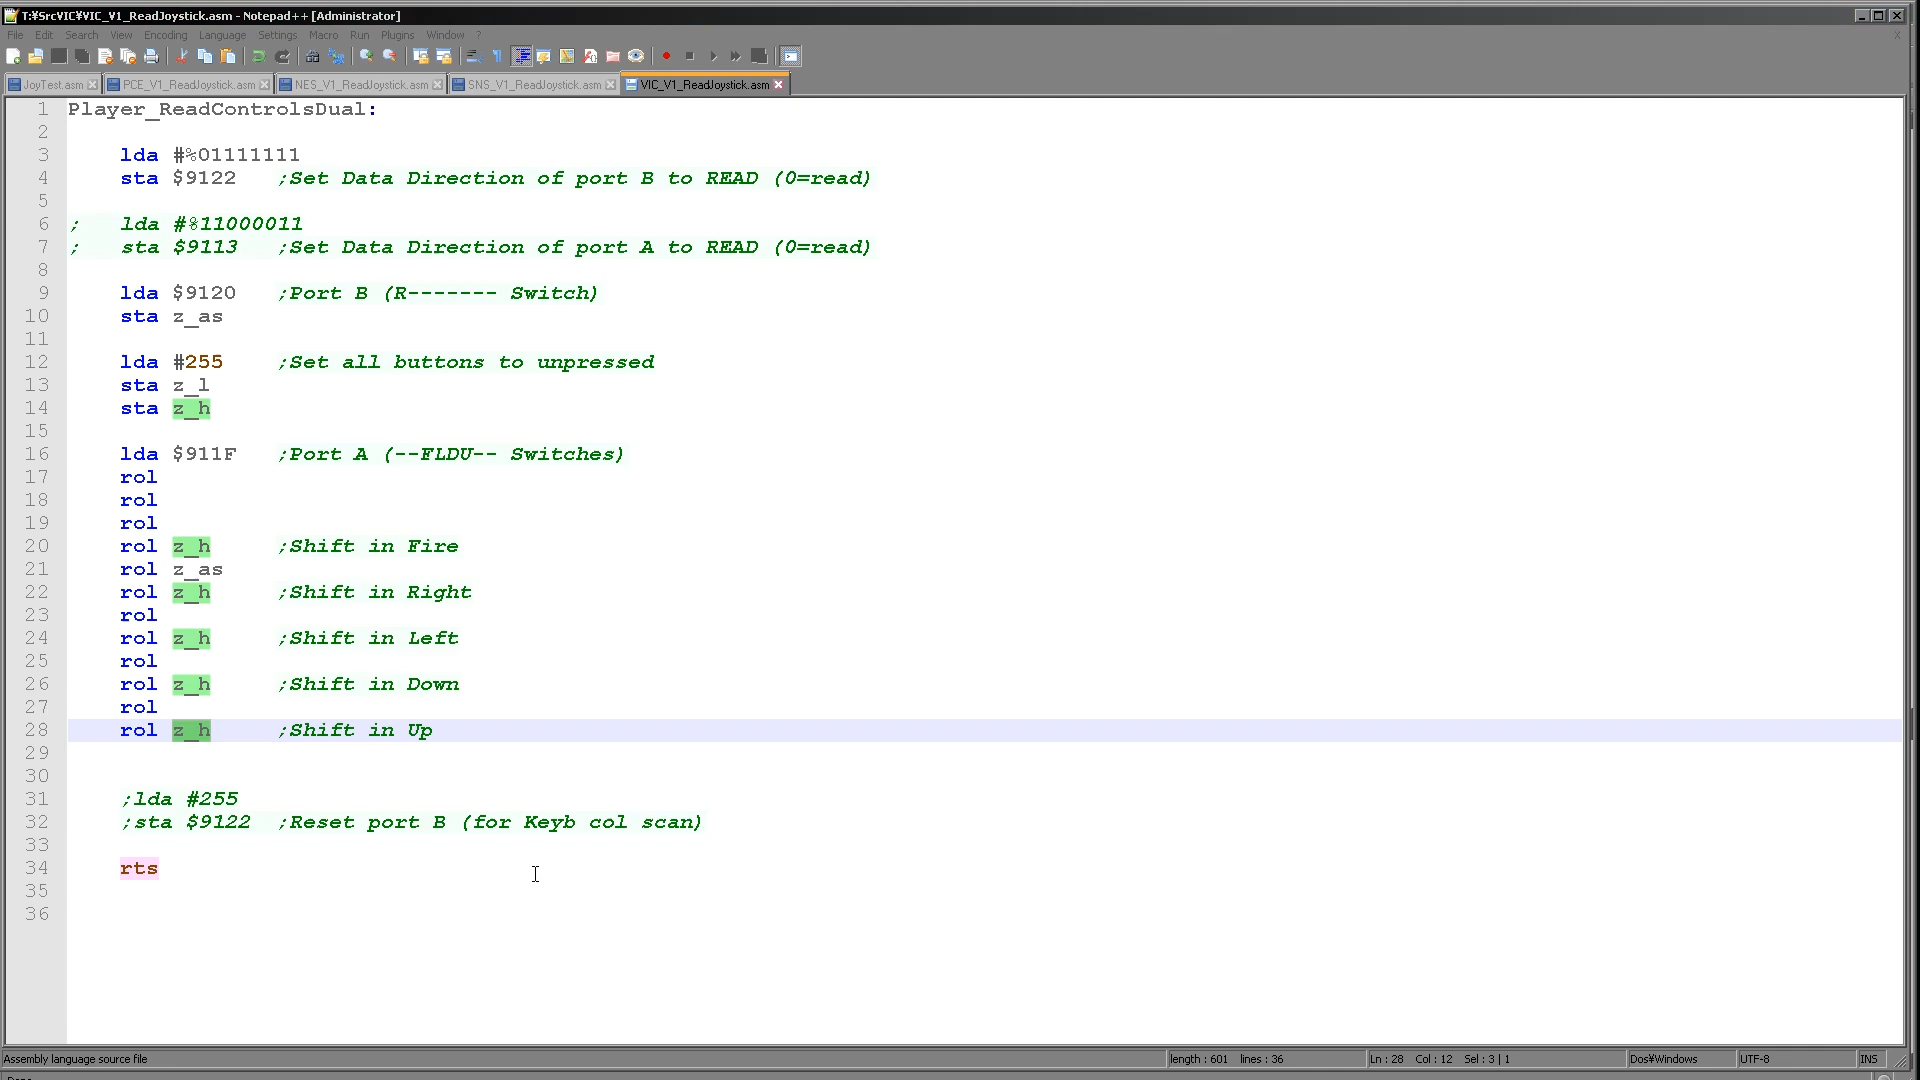 T:¥SrcVIC¥VIC_V1_ReadJoystick.asm - Notepad++ [Administrator]
File Edit Search View Encoding Language Settings Macro Run Plugins Window ? X
JoyTest.asm PCE_V1_ReadJoystick.asm NES_V1_ReadJoystick.asm SNS_V1_ReadJoystick.asm VIC_V1_ReadJoystick.asm
1 Player_ReadControlsDual:
2
3 lda #%01111111
4 sta $9122 ;Set Data Direction of port B to READ (0=read)
5
6 ; lda #%11000011
7 ; sta $9113 ;Set Data Direction of port A to READ (0=read)
8
9 lda $9120 ;Port B (R------- Switch)
10 sta z_as
11
12 lda #255 ;Set all buttons to unpressed
13 sta z_l
14 sta z_h
15
16 lda $911F ;Port A (--FLDU-- Switches)
17 rol
18 rol
19 rol
20 rol z_h ;Shift in Fire
21 rol z_as
22 rol z_h ;Shift in Right
23 rol
24 rol z_h ;Shift in Left
25 rol
26 rol z_h ;Shift in Down
27 rol
28 rol z_h ;Shift in Up
29
30
31 ;lda #255
32 ;sta $9122 ;Reset port B (for Keyb col scan)
33
34 rts
35
36
Assembly language source file length : 601 lines : 36 Ln : 28 Col : 12 Sel : 3 | 1 Dos¥Windows UTF-8 INS